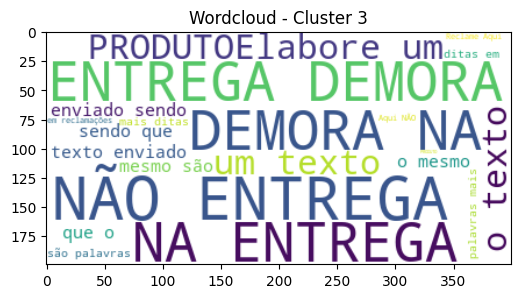 Wordcloud - Cluster 3
0
25
50
75
100
125
150
175
0 50 100 150 200 250 300 350
PRODUTOElabore um
Reclame Aqui
ditas em
ENTREGA DEMORA
enviado sendo
em reclamações
mais ditas
sendo que
DEMORA NA
Aqui NÃO
texto enviado
mesmo são
um texto
o mesmo
o texto
NÃO ENTREGA
palavras mais
que o
NA ENTREGA
são palavras